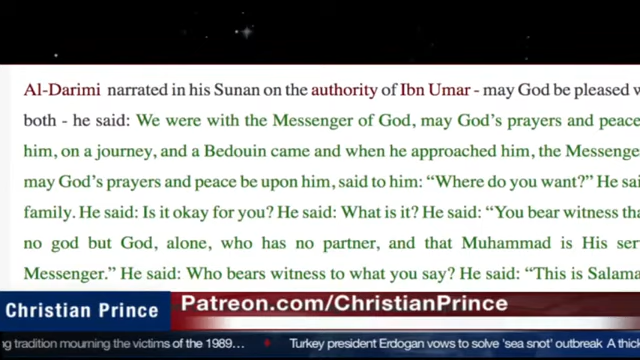 Al-Darimi narrated in his Sunan on the authority of Ibn Umar - may God be pleased w
both - he said: We were with the Messenger of God, may God's prayers and peace
him, on a journey, and a Bedouin came and when he approached him, the Messenge
may God's prayers and peace be upon him, said to him: "Where do you want?" He sai
family. He said: Is it okay for you? He said: What is it? He said: "You bear witness tha
no god but God, alone, who has no partner, and that Muhammad is His ser
Messenger." He said: Who bears witness to what you say? He said: "This is Salama
Christian Prince
Patreon.com/ChristianPrince
ng tradition mourning the victims of the 1989... Turkey president Erdogan vows to solve 'sea snot' outbreak A thick